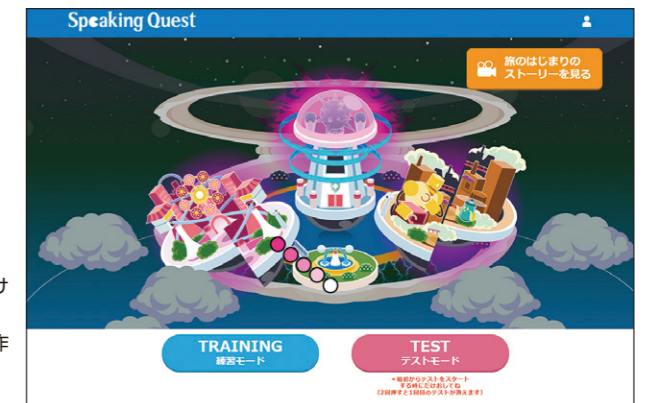 Speaking Quest
旅のはじまりの
ストーリーを見る
け
作
TRAINING
練習モード
TEST
テストモード
*最初からテストをスタート
する時にだけおしてね
(2回押すと1回目のテストが消えます)